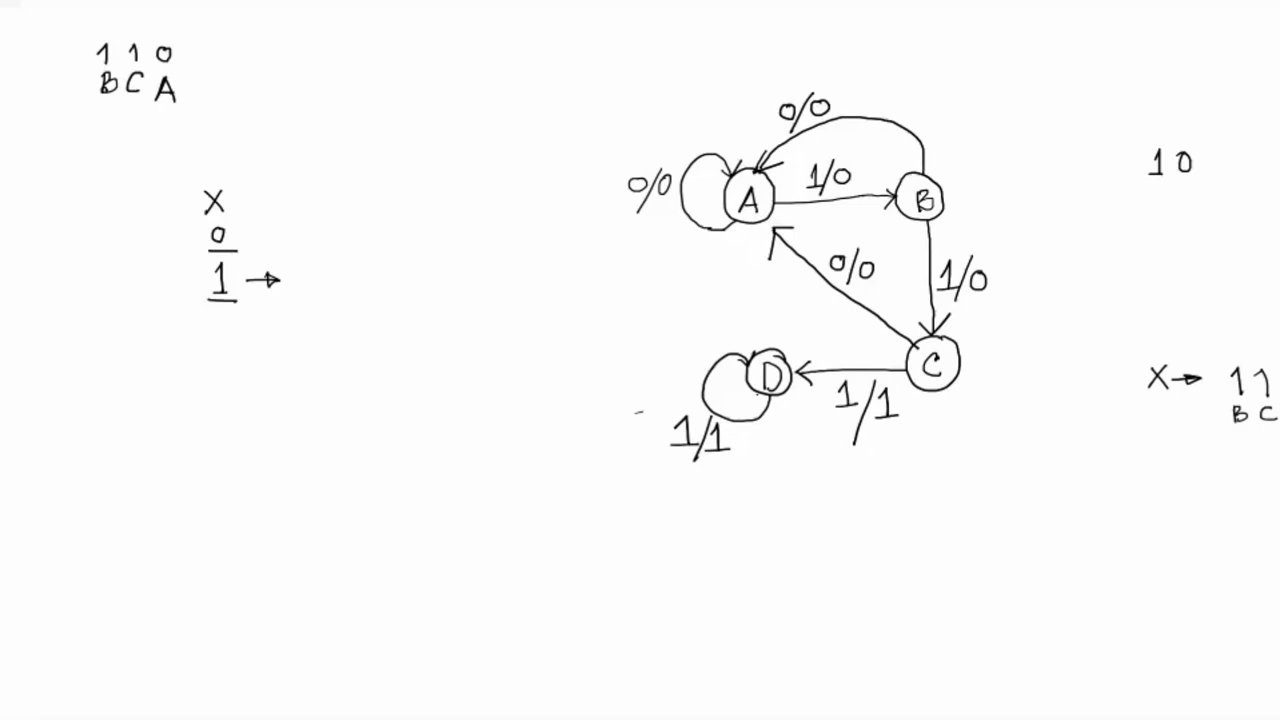 1 1 0
B C A
X
0
1 →
0/0
0/0
A
1/0
B
0/0
1/0
D
1/1
C
1/1
1 0
X → 1 1
B C